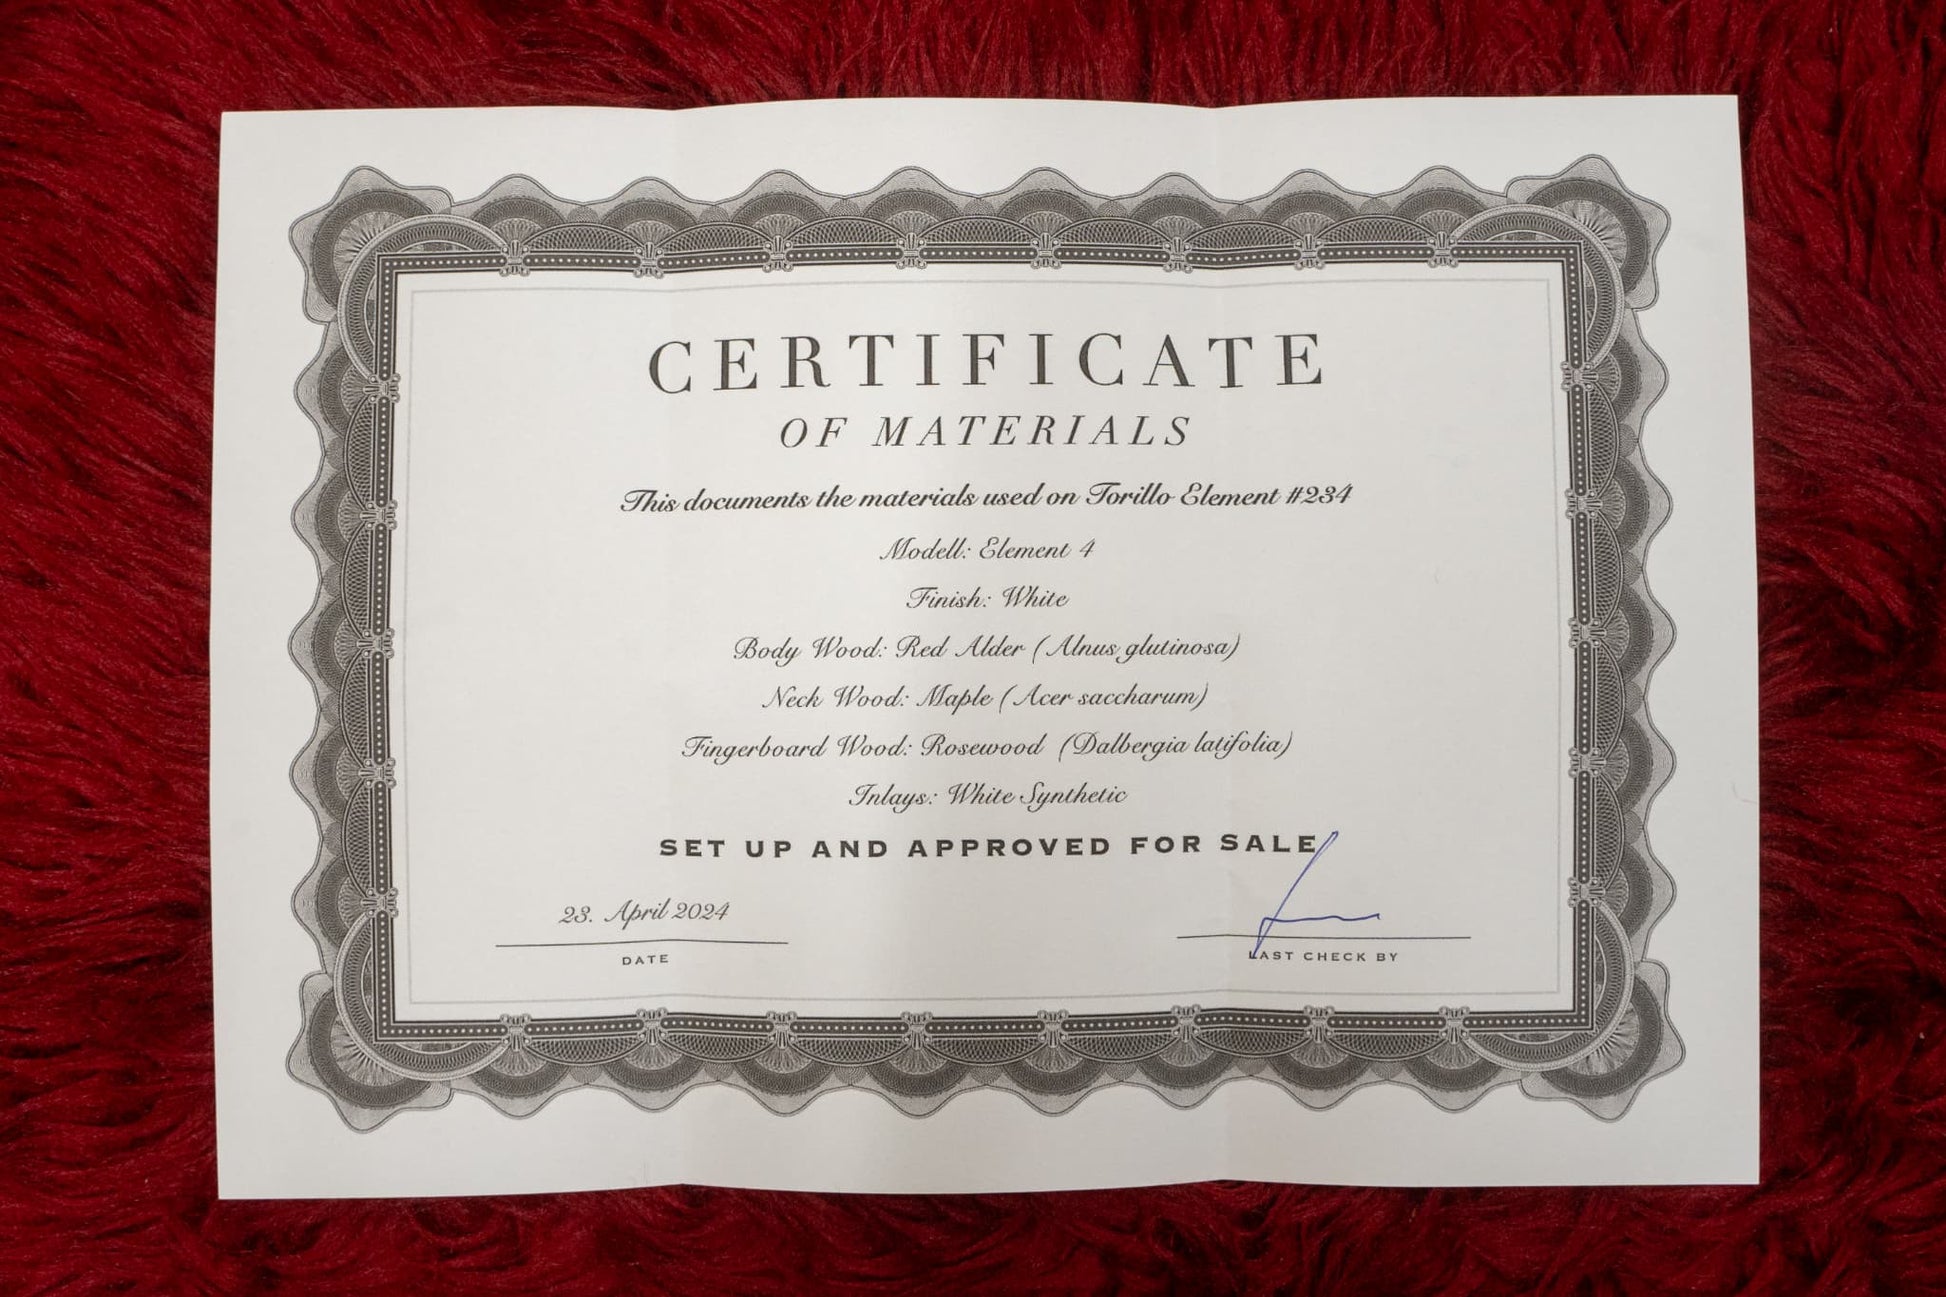 CERTIFICATE
OF MATERIALS
This documents the materials used on Torillo Element #234
Modell: Element 4
Finish: White
Body Wood: Red Alder (Alnus glutinosa)
Neck Wood: Maple (Acer saccharum)
Fingerboard Wood: Rosewood (Dalbergia latifolia)
Inlays: White Synthetic
SET UP AND APPROVED FOR SALE
23. April 2024
DATE
LAST CHECK BY